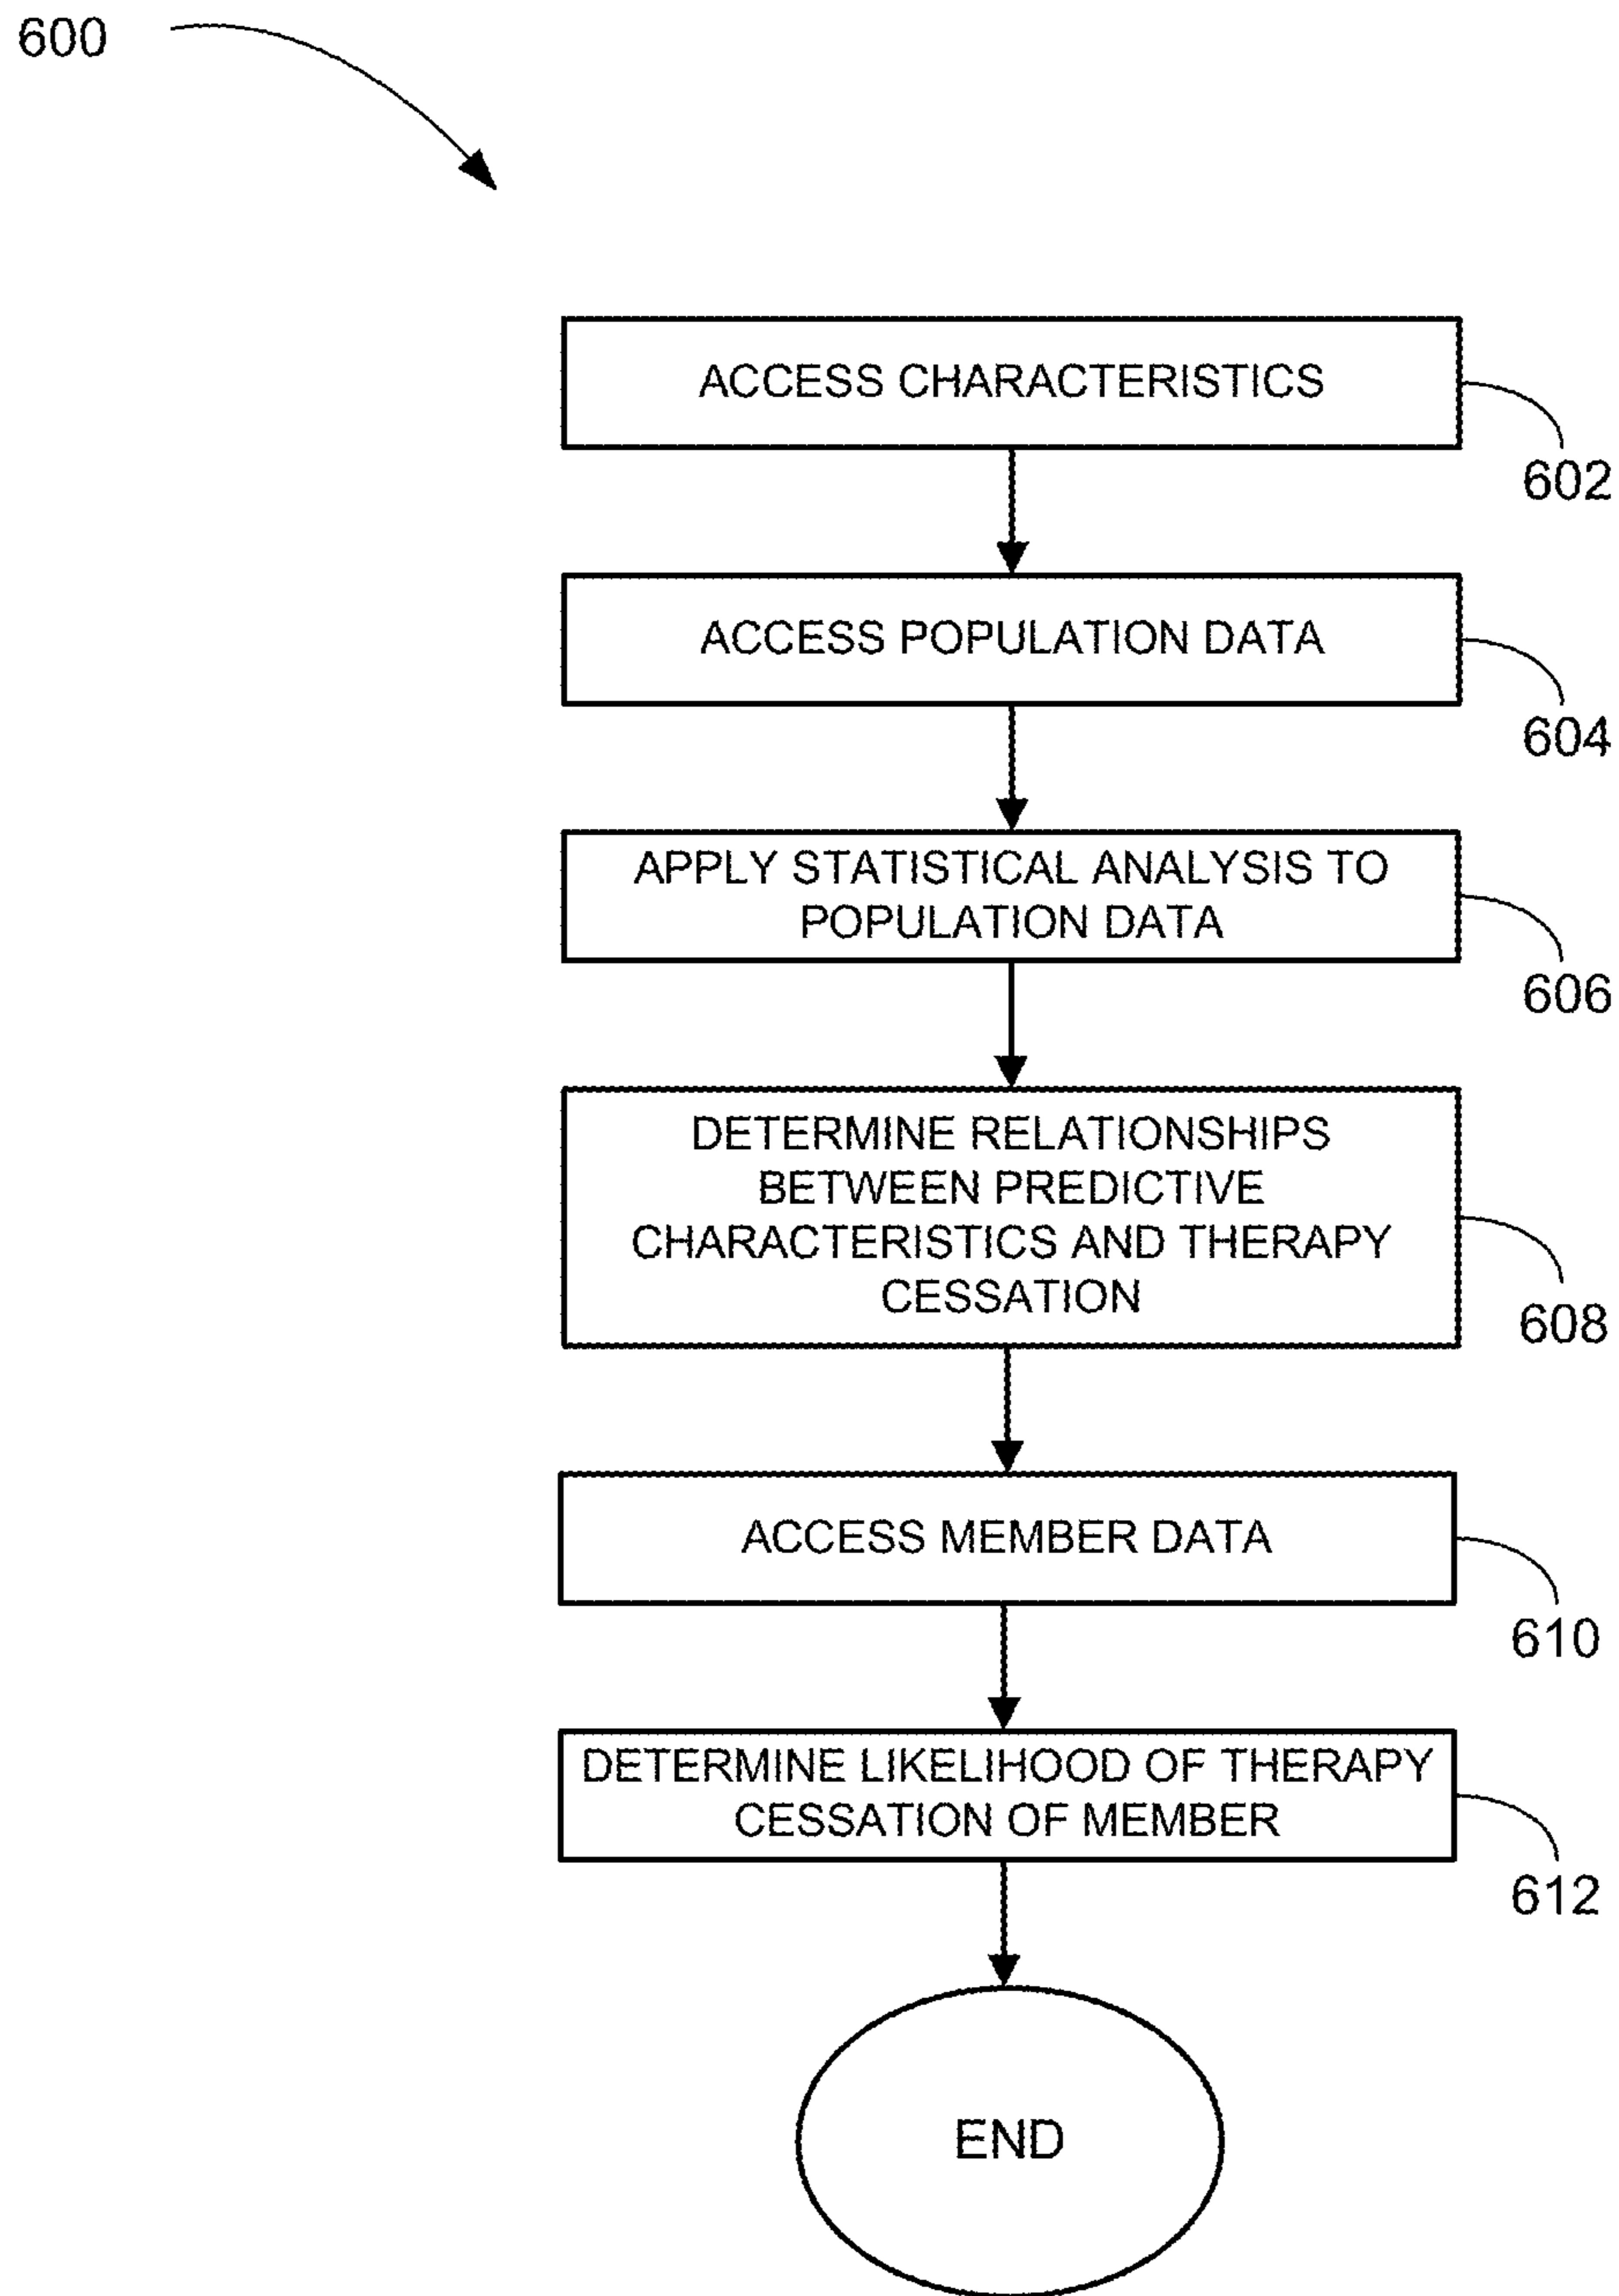 600
ACCESS CHARACTERISTICS
602
ACCESS POPULATION DATA
604
APPLY STATISTICAL ANALYSIS TO
POPULATION DATA
606
DETERMINE RELATIONSHIPS
BETWEEN PREDICTIVE
CHARACTERISTICS AND THERAPY
CESSATION
608
ACCESS MEMBER DATA
610
DETERMINE LIKELIHOOD OF THERAPY
CESSATION OF MEMBER
612
END